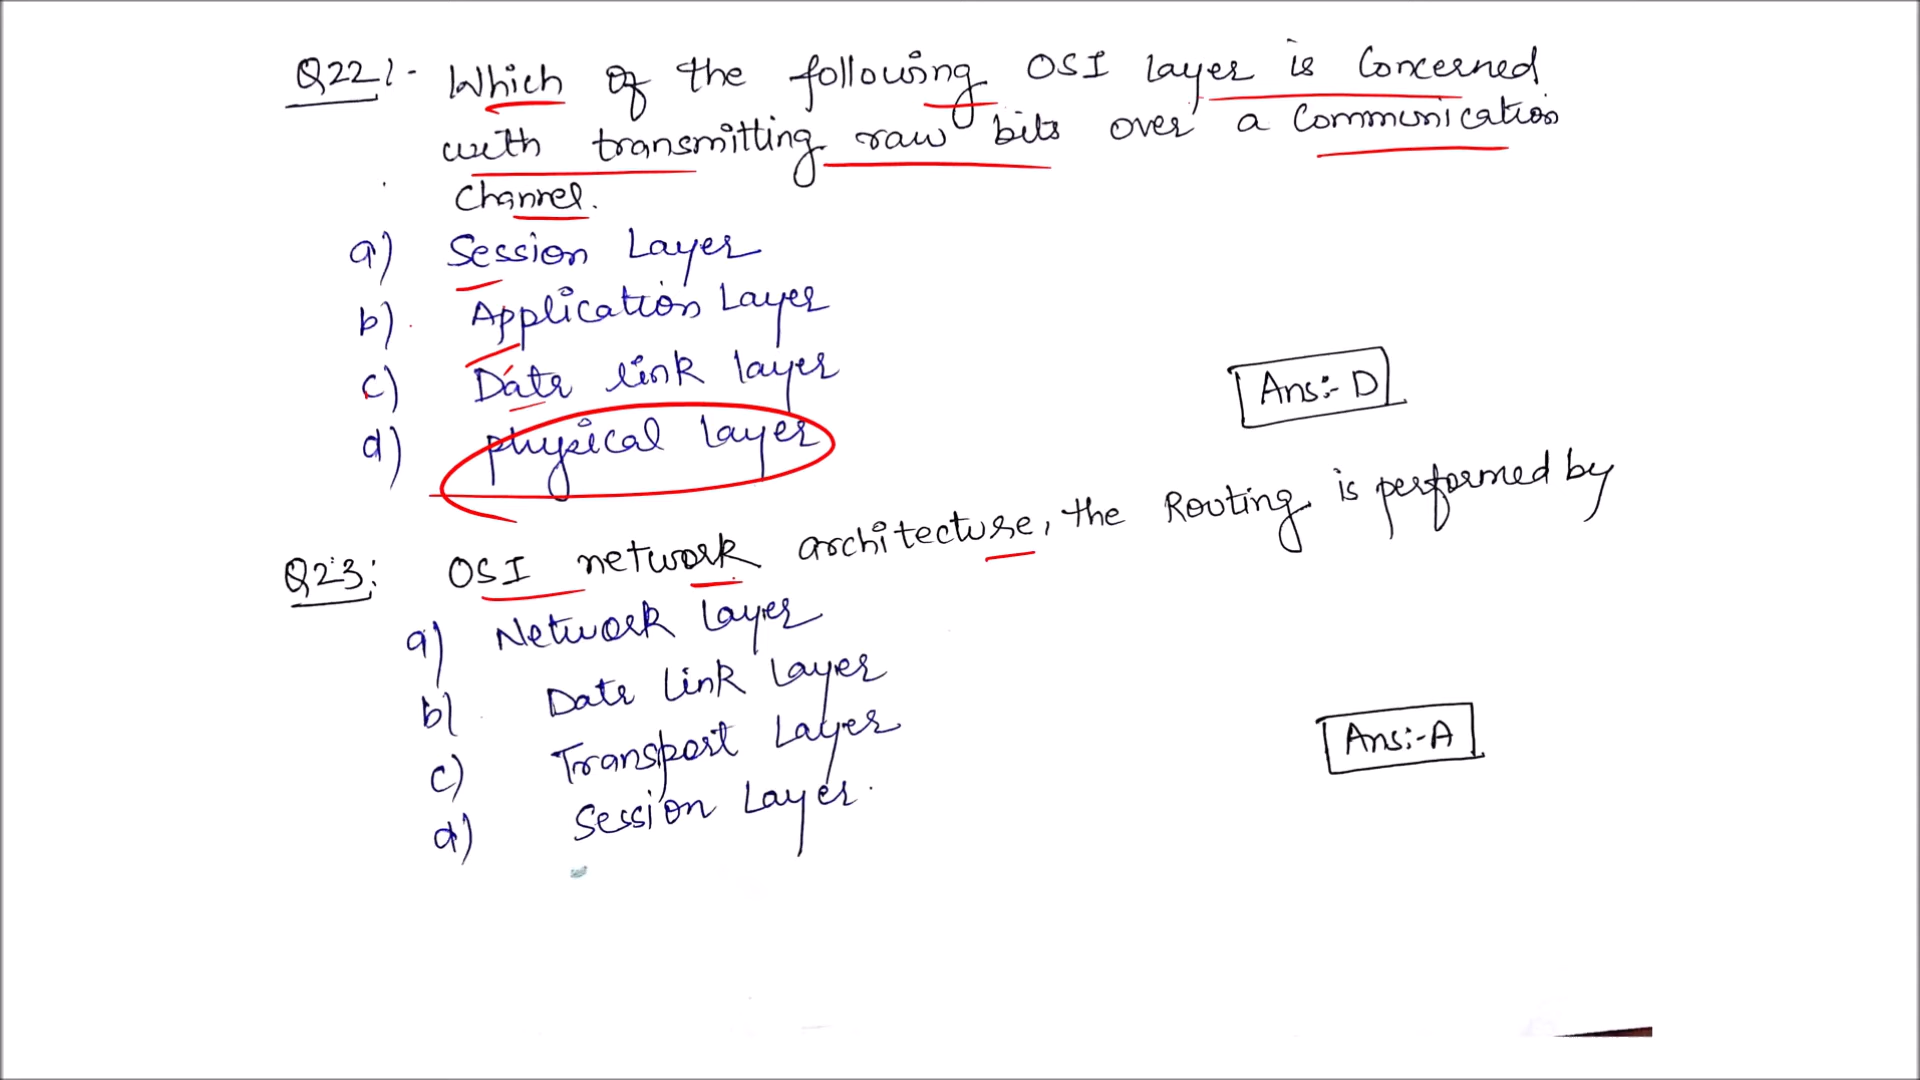 Q22:- Which of the following OSI layer is Concerned
with transmitting raw bits over a Communication
Channel.
a) Session Layer
b) Application Layer
c) Data link layer
d) physical layer
Ans:- D
Q23: OSI network architecture, the Routing is performed by
a) Network Layer
b) Data Link Layer
c) Transport Layer
d) Session Layer.
Ans:- A